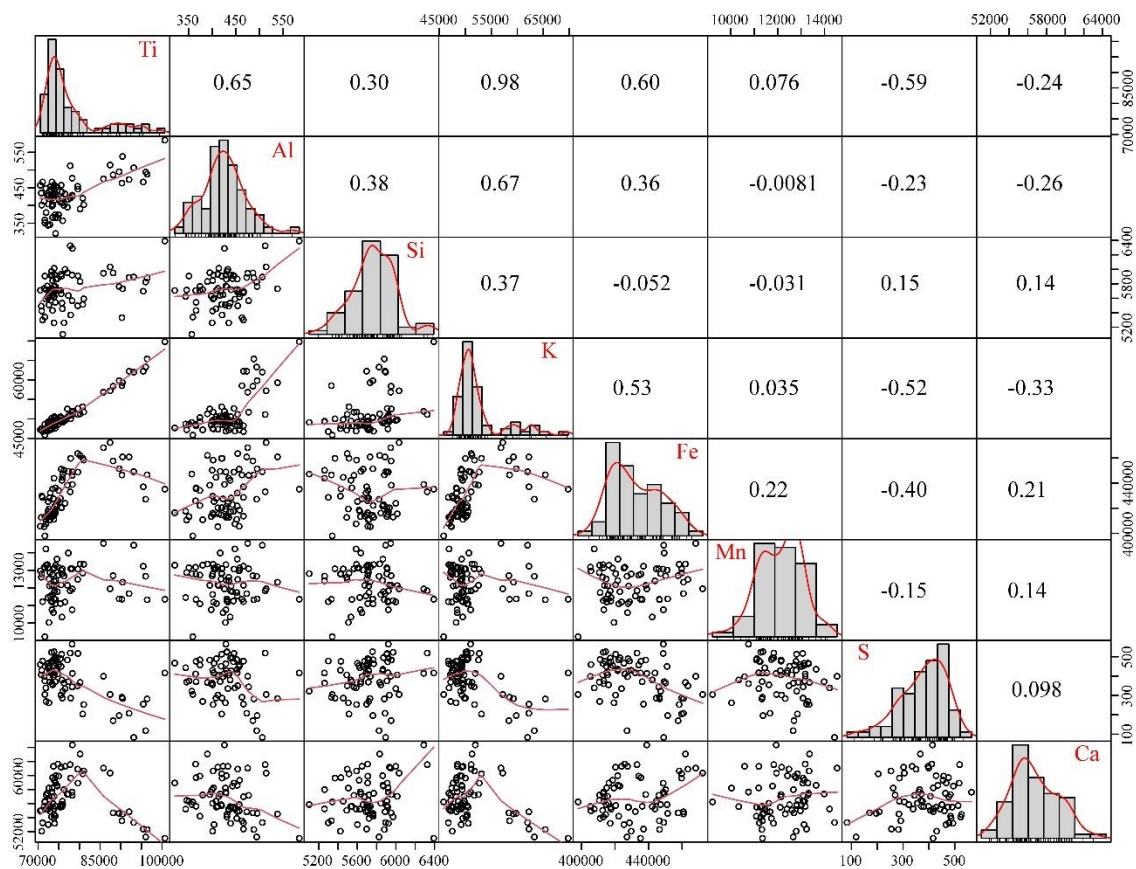 350 450 550 45000 55000 65000 10000 12000 14000 52000 58000 64000
Ti 0.65 0.30 0.98 0.60 0.076 -0.59 -0.24 70000 85000
350 450 550 Al 0.38 0.67 0.36 -0.0081 -0.23 -0.26
Si 0.37 -0.052 -0.031 0.15 0.14 5200 5800 6400
45000 60000 K 0.53 0.035 -0.52 -0.33
Fe 0.22 -0.40 0.21 400000 440000
10000 13000 Mn -0.15 0.14
S 0.098 100 300 500
52000 60000 Ca
70000 85000 100000 5200 5600 6000 6400 400000 440000 100 300 500